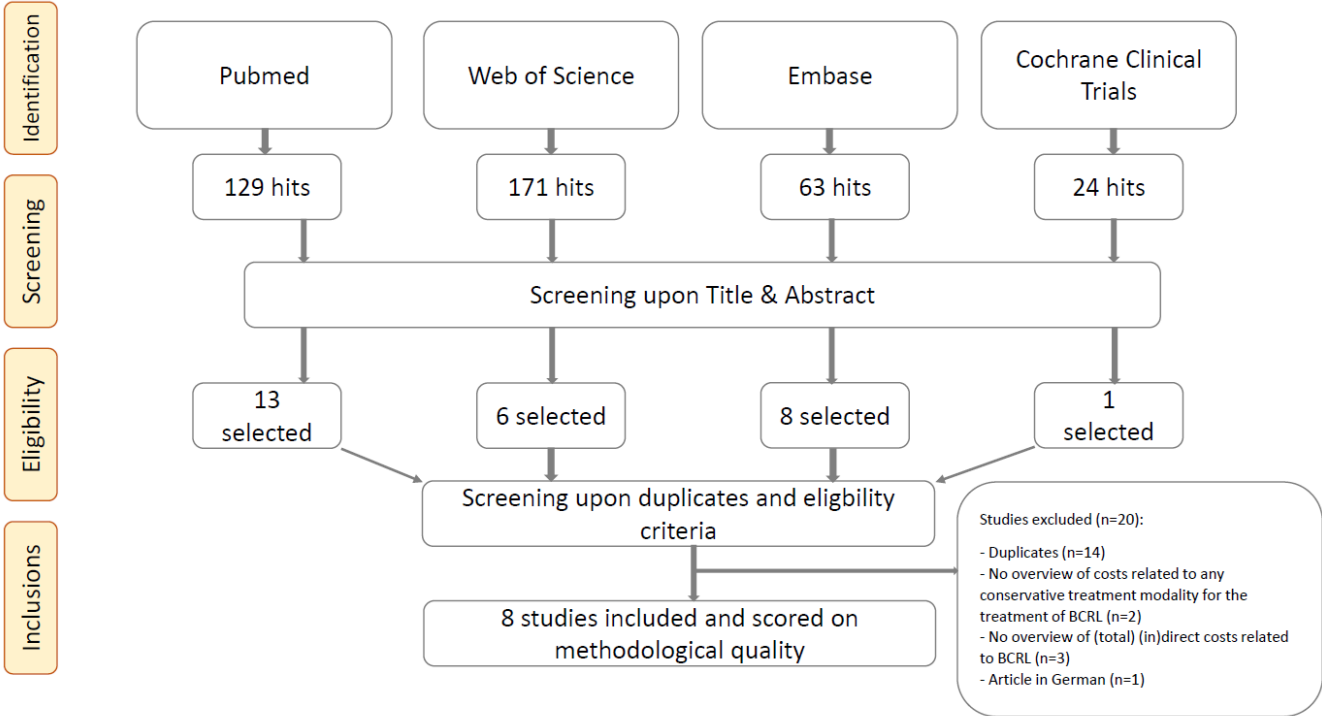 Identification
Pubmed
Web of Science
Embase
Cochrane Clinical
Trials
Screening
129 hits
171 hits
63 hits
24 hits
Screening upon Title & Abstract
Eligibility
13
selected
6 selected
8 selected
1
selected
Screening upon duplicates and eligbility
criteria
Inclusions
8 studies included and scored on
methodological quality
Studies excluded (n=20):
- Duplicates (n=14)
- No overview of costs related to any
conservative treatment modality for the
treatment of BCRL (n=2)
- No overview of (total) (in)direct costs related
to BCRL (n=3)
- Article in German (n=1)